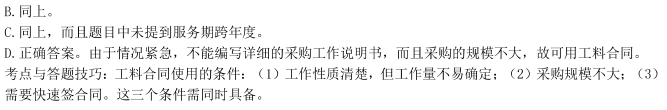 B.同上。
C.同上，而且题目中未提到服务期跨年度。
D.正确答案。由于情况紧急，不能编写详细的采购工作说明书，而且采购的规模不大，故可用工料合同。
考点与答题技巧：工料合同使用的条件：（1）工作性质清楚，但工作量不易确定；（2）采购规模不大；（3）
需要快速签合同。这三个条件需同时具备。